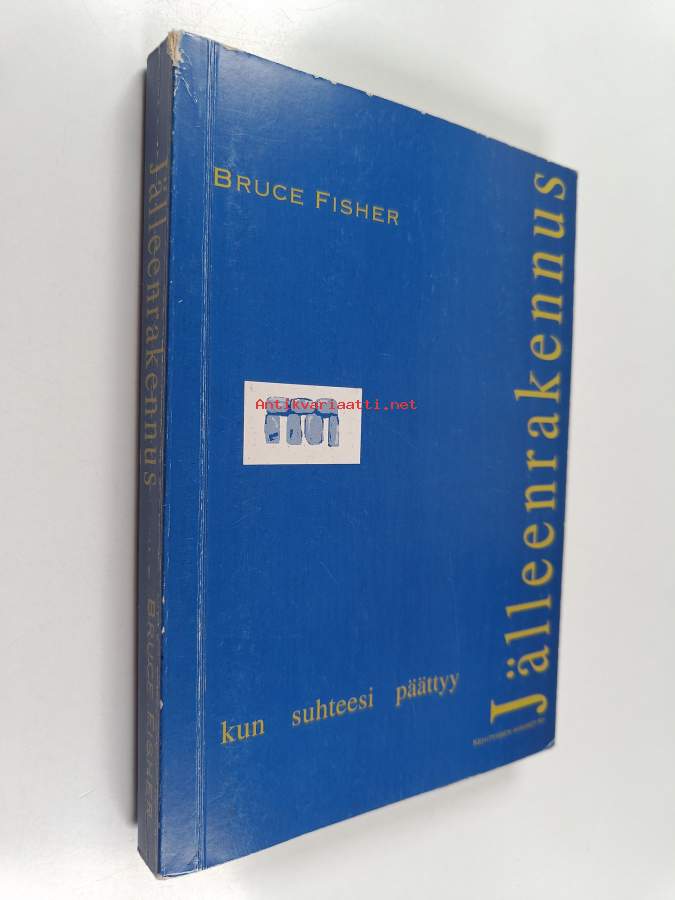 Jälleenrakennus
BRUCE FISHER
BRUCE FISHER
Jälleenrakennus
Antikvariaatti.net
kun suhteesi päättyy